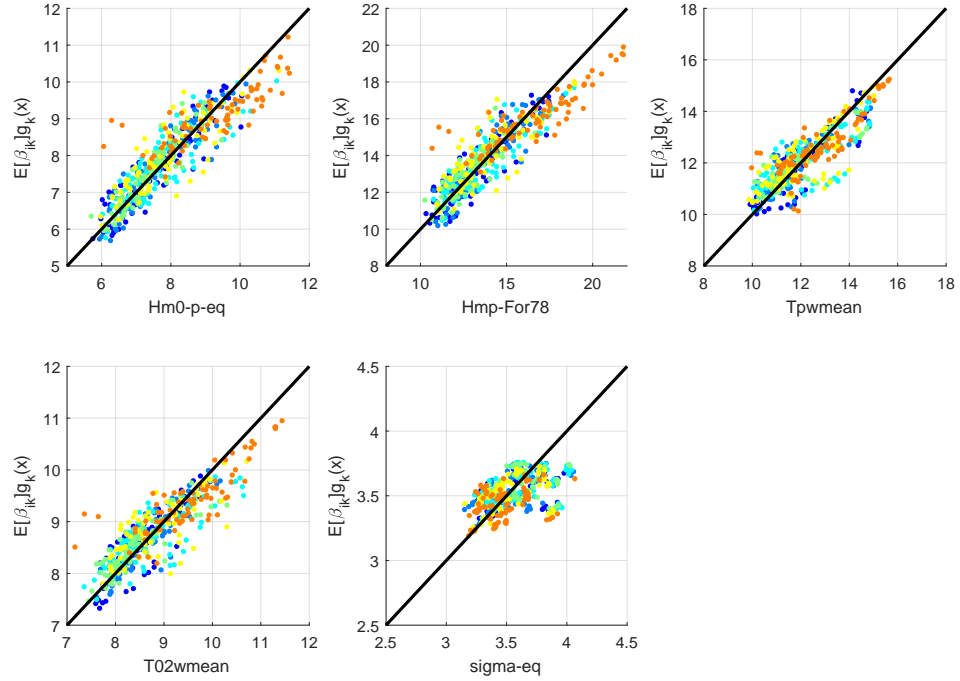 12
11
10
9
8
7
6
5
E[β_ik]g_k(x)
6 8 10 12
Hm0-p-eq
22
20
18
16
14
12
10
8
E[β_ik]g_k(x)
10 15 20
Hmp-For78
18
16
14
12
10
8
E[β_ik]g_k(x)
8 10 12 14 16 18
Tpwmean
12
11
10
9
8
7
E[β_ik]g_k(x)
7 8 9 10 11 12
T02wmean
4.5
4
3.5
3
2.5
E[β_ik]g_k(x)
2.5 3 3.5 4 4.5
sigma-eq